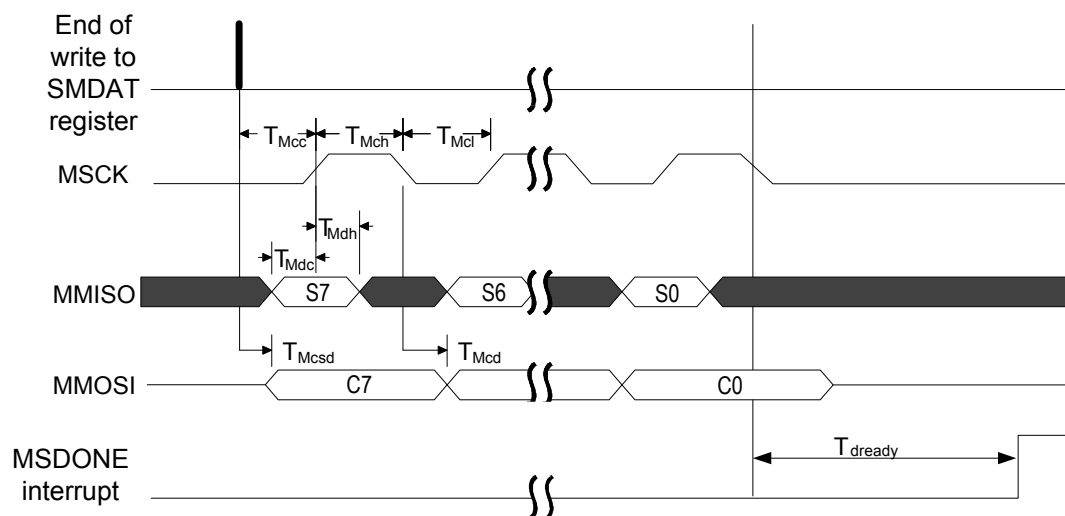 End of
write to
SMDAT
register
TMcc
TMch
TMcl
MSCK
TMdh
TMdc
MMISO
S7
S6
S0
TMcsd
TMcd
MMOSI
C7
C0
MSDONE
interrupt
Tdready